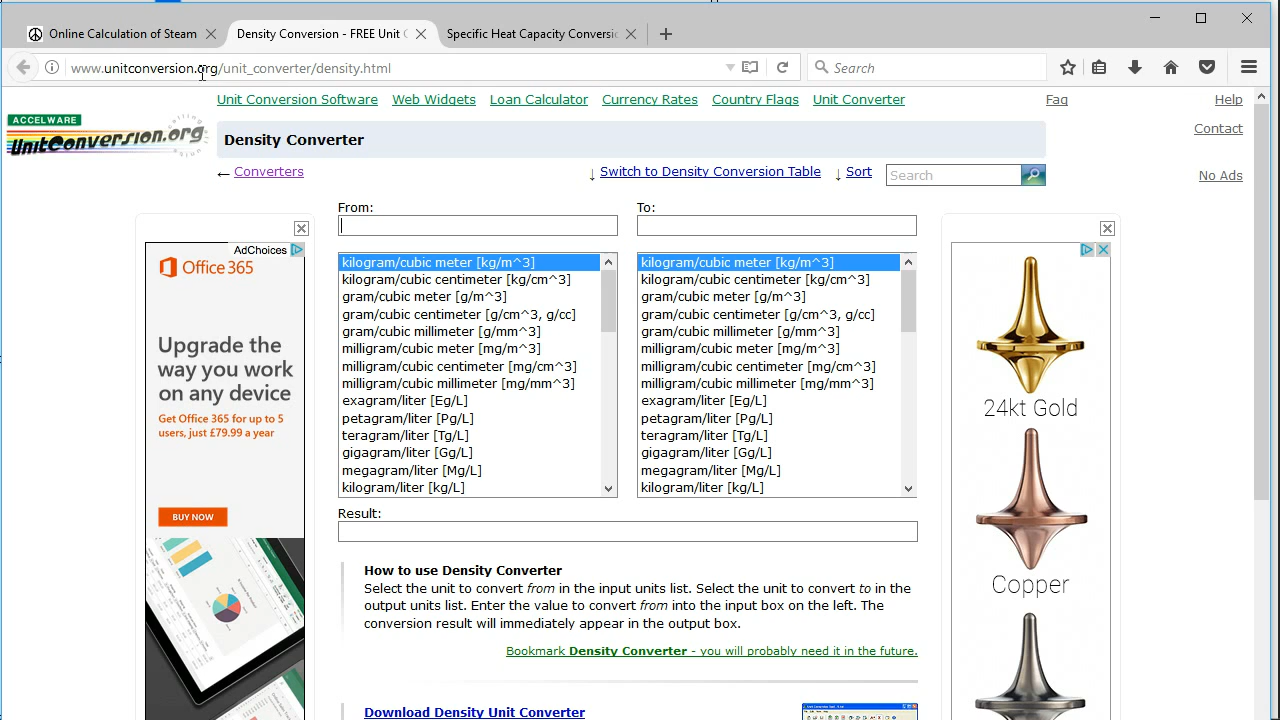 Online Calculation of Steam
Density Conversion - FREE Unit C
Specific Heat Capacity Conversi
www.unitconversion.org/unit_converter/density.html
Search
Unit Conversion Software Web Widgets Loan Calculator Currency Rates Country Flags Unit Converter Faq Help
ACCELWARE
UnitConversion.org
Density Converter
Contact
← Converters
↓ Switch to Density Conversion Table ↓ Sort Search
No Ads
From: To:
AdChoices
Office 365
Upgrade the
way you work
on any device
Get Office 365 for up to 5
users, just £79.99 a year
BUY NOW
kilogram/cubic meter [kg/m^3]
kilogram/cubic centimeter [kg/cm^3]
gram/cubic meter [g/m^3]
gram/cubic centimeter [g/cm^3, g/cc]
gram/cubic millimeter [g/mm^3]
milligram/cubic meter [mg/m^3]
milligram/cubic centimeter [mg/cm^3]
milligram/cubic millimeter [mg/mm^3]
exagram/liter [Eg/L]
petagram/liter [Pg/L]
teragram/liter [Tg/L]
gigagram/liter [Gg/L]
megagram/liter [Mg/L]
kilogram/liter [kg/L]
kilogram/cubic meter [kg/m^3]
kilogram/cubic centimeter [kg/cm^3]
gram/cubic meter [g/m^3]
gram/cubic centimeter [g/cm^3, g/cc]
gram/cubic millimeter [g/mm^3]
milligram/cubic meter [mg/m^3]
milligram/cubic centimeter [mg/cm^3]
milligram/cubic millimeter [mg/mm^3]
exagram/liter [Eg/L]
petagram/liter [Pg/L]
teragram/liter [Tg/L]
gigagram/liter [Gg/L]
megagram/liter [Mg/L]
kilogram/liter [kg/L]
24kt Gold
Copper
Result:
How to use Density Converter
Select the unit to convert from in the input units list. Select the unit to convert to in the
output units list. Enter the value to convert from into the input box on the left. The
conversion result will immediately appear in the output box.
Bookmark Density Converter - you will probably need it in the future.
Download Density Unit Converter